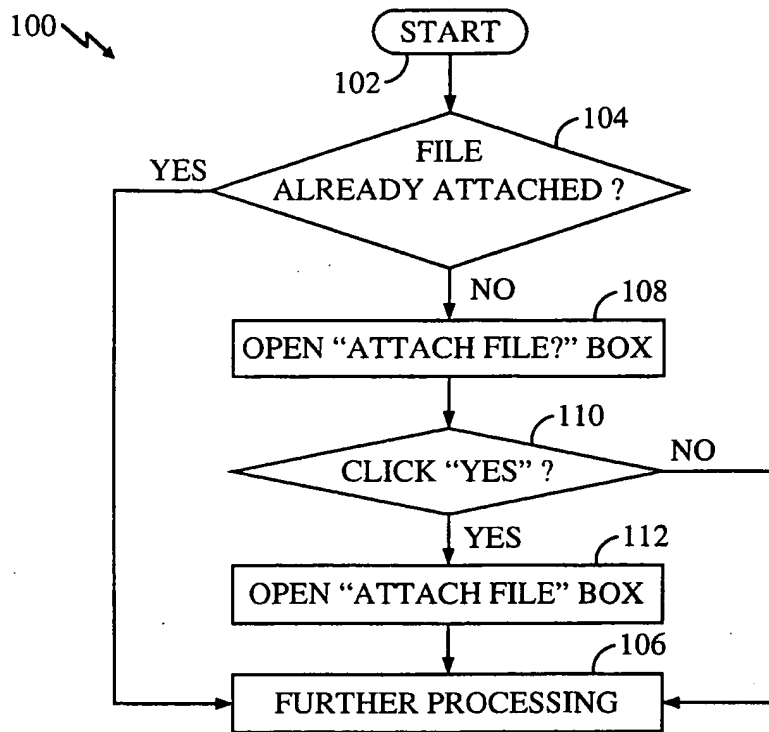 100
START
102
104
FILE
ALREADY ATTACHED ?
YES
NO
108
OPEN “ATTACH FILE?” BOX
110
CLICK “YES” ?
NO
YES
112
OPEN “ATTACH FILE” BOX
106
FURTHER PROCESSING